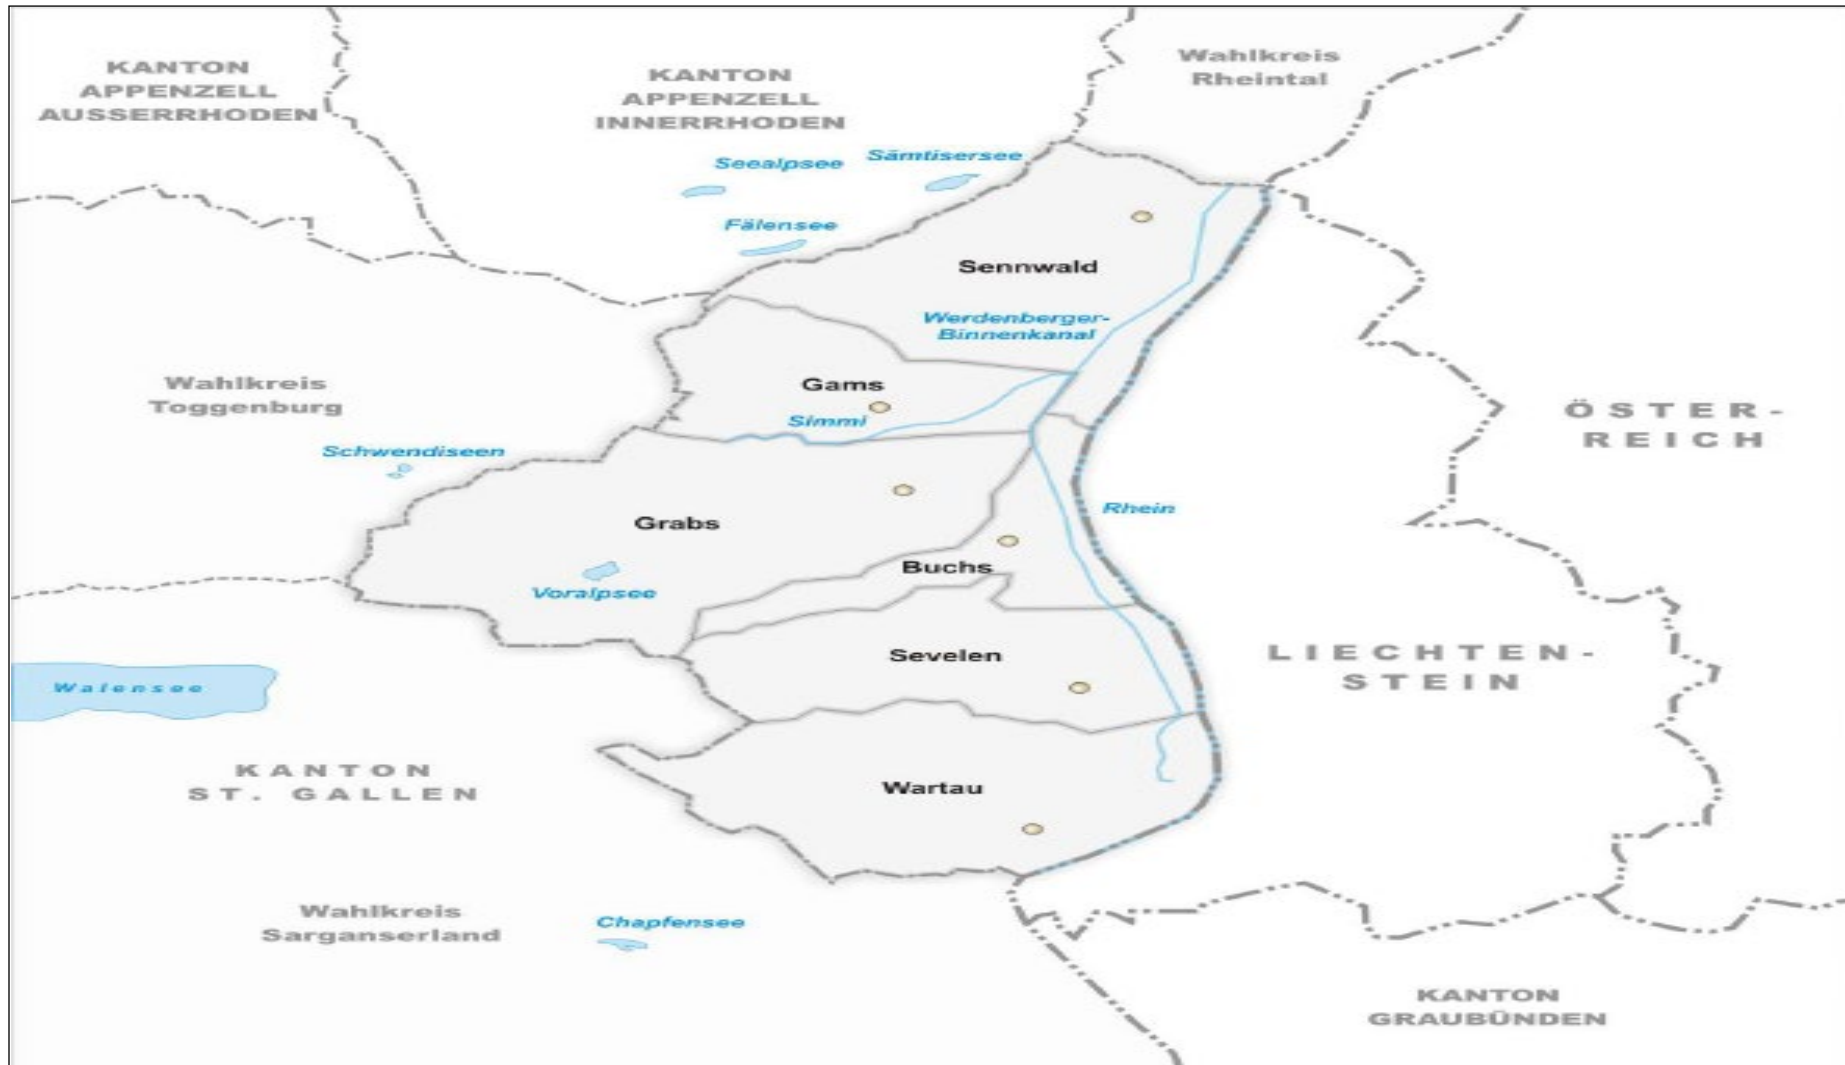 KANTON
APPENZELL
AUSSERRHODEN
KANTON
APPENZELL
INNERRHODEN
Wahlkreis
Rheintal
Seealpsee
Sämtisersee
Fälensee
Sennwald
Werdenberger-
Binnenkanal
Wahlkreis
Toggenburg
Gams
Simmi
ÖSTER-
REICH
Schwendiseen
Rhein
Grabs
Buchs
Voralpsee
Sevelen
LIECHTEN-
STEIN
Walensee
KANTON
ST. GALLEN
Wartau
Wahlkreis
Sarganserland
Chapfensee
KANTON
GRAUBÜNDEN